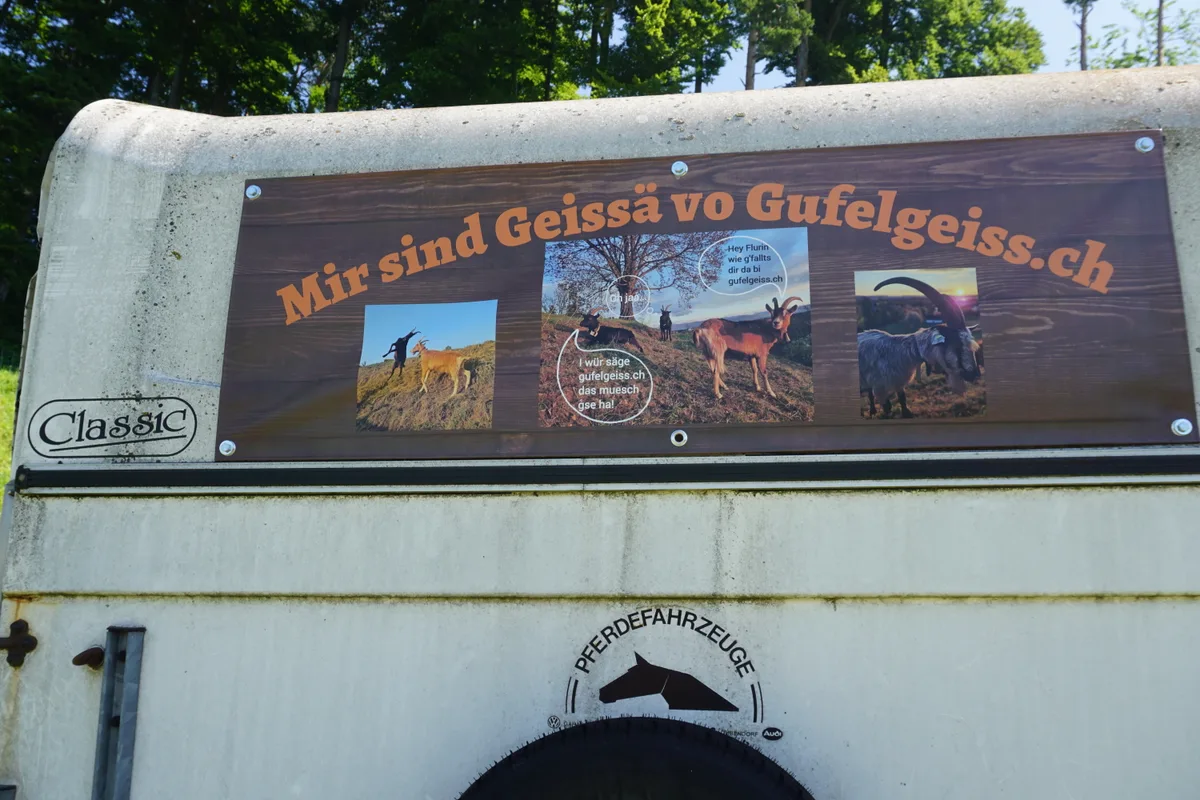 Mir sind Geissä vo Gufelgeiss.ch
-Hey Flurin
wie g'fallts
dir da bi
gufelgeiss.ch
Oh jaa..
I wür säge
gufelgeiss.ch
das muesch
gse ha!
Classic
PFERDEFAHRZEUGE
Audi